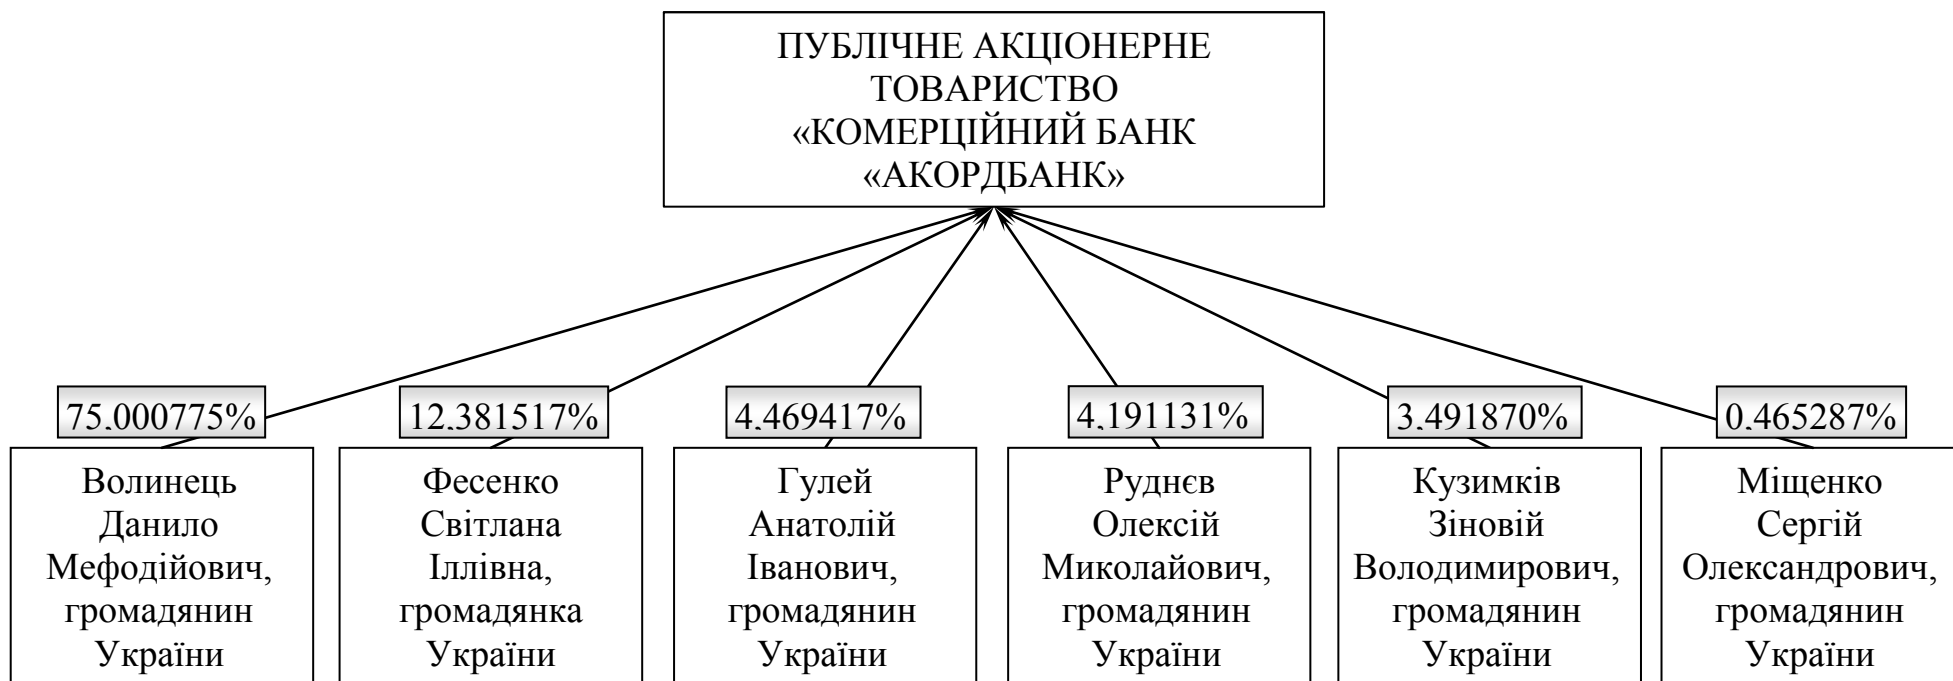 ПУБЛІЧНЕ АКЦІОНЕРНЕ
ТОВАРИСТВО
«КОМЕРЦІЙНИЙ БАНК
«АКОРДБАНК»
75,000775%
12,381517%
4,469417%
4,191131%
3,491870%
0,465287%
Волинець
Данило
Мефодійович,
громадянин
України
Фесенко
Світлана
Іллівна,
громадянка
України
Гулей
Анатолій
Іванович,
громадянин
України
Руднєв
Олексій
Миколайович,
громадянин
України
Кузимків
Зіновій
Володимирович,
громадянин
України
Міщенко
Сергій
Олександрович,
громадянин
України